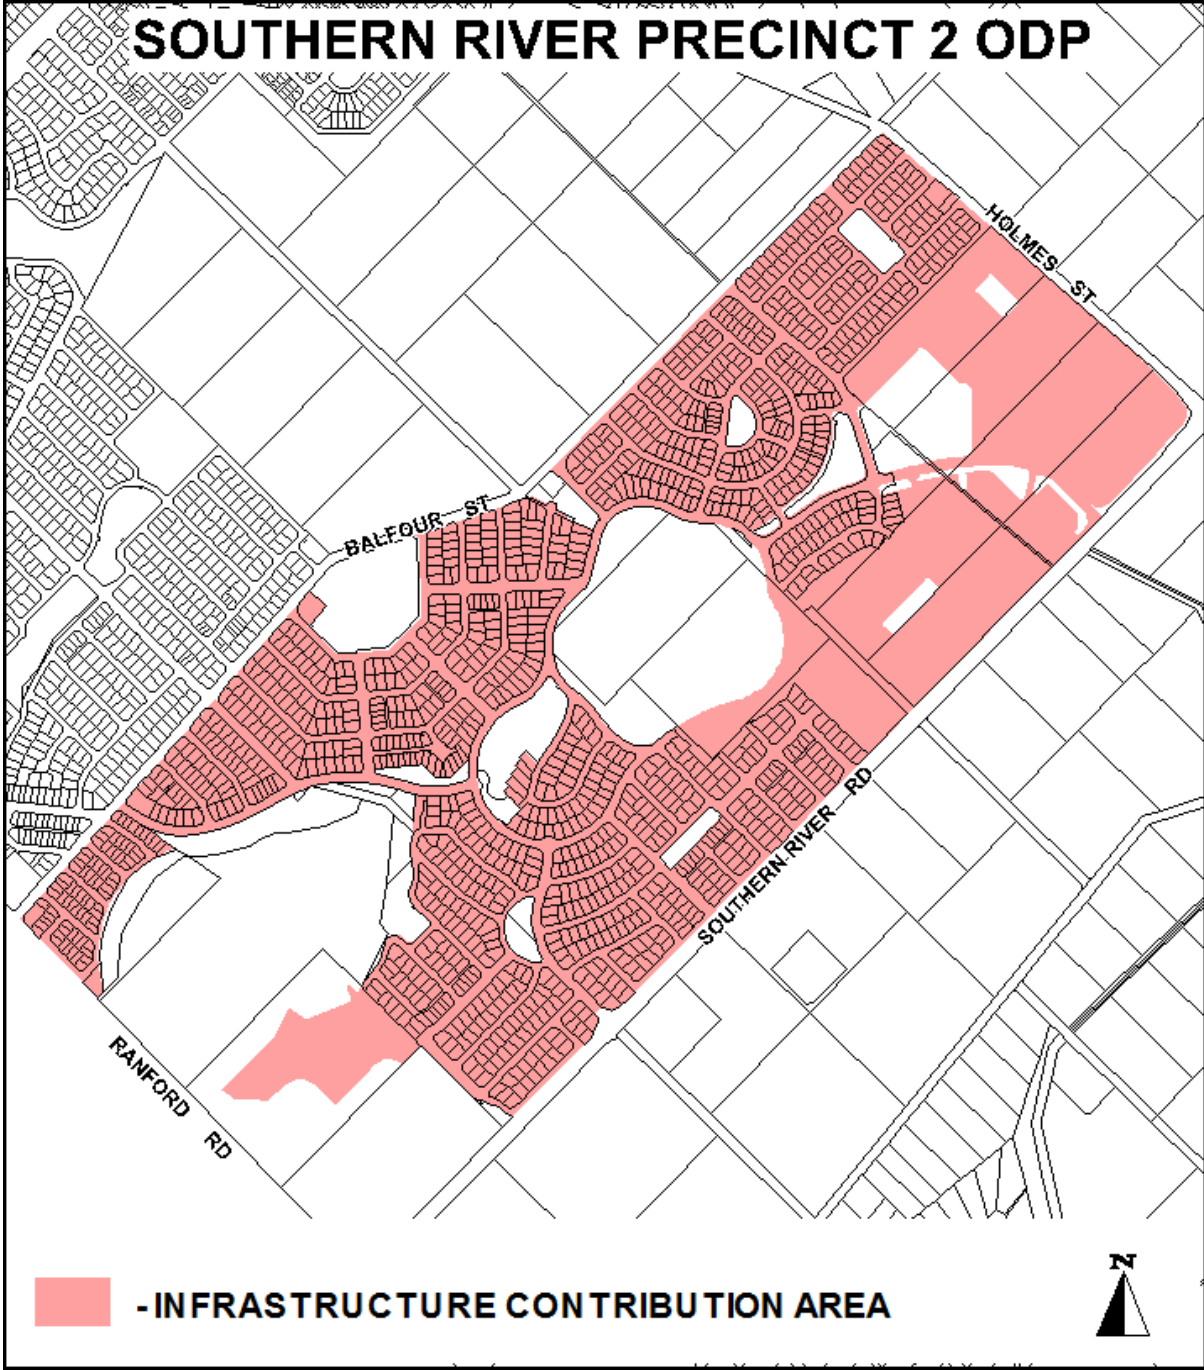 SOUTHERN RIVER PRECINCT 2 ODP
HOLMES ST
BALFOUR ST
SOUTHERN RIVER RD
RANFORD RD
N
-INFRASTRUCTURE CONTRIBUTION AREA